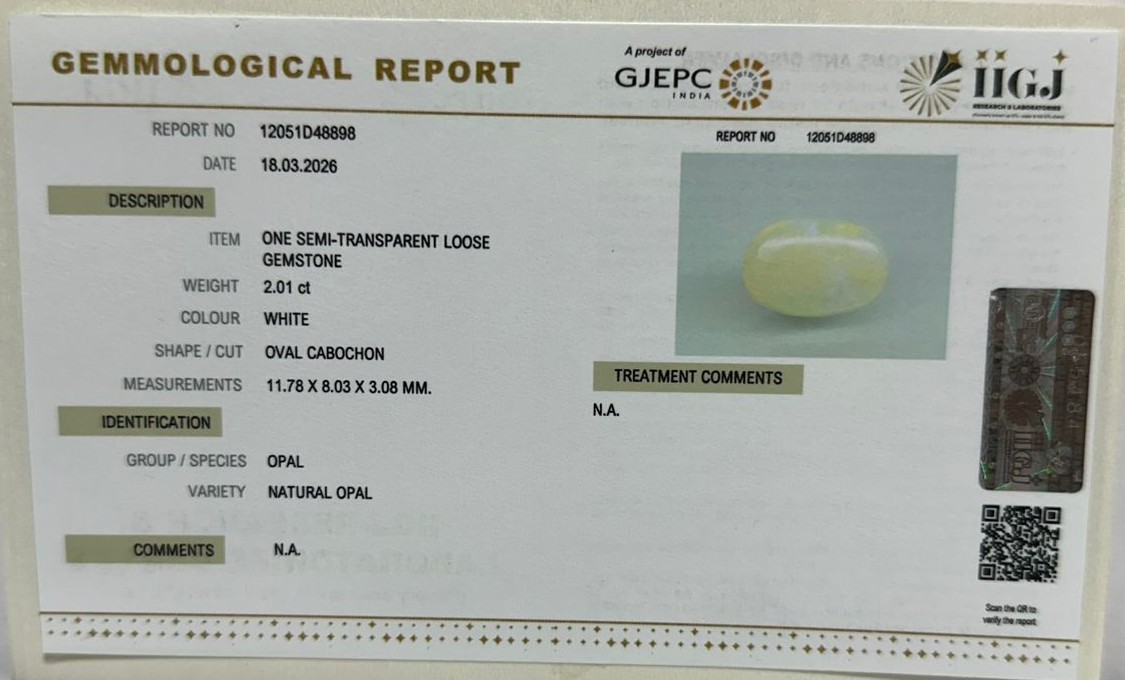 GEMMOLOGICAL REPORT
A project of
GJEPC
INDIA
IIGJ
RESEARCH & LABORATORIES
REPORT NO 12051D48898
DATE 18.03.2026
DESCRIPTION
ITEM ONE SEMI-TRANSPARENT LOOSE
GEMSTONE
WEIGHT 2.01 ct
COLOUR WHITE
SHAPE / CUT OVAL CABOCHON
MEASUREMENTS 11.78 X 8.03 X 3.08 MM.
IDENTIFICATION
GROUP / SPECIES OPAL
VARIETY NATURAL OPAL
COMMENTS N.A.
REPORT NO 12051D48898
TREATMENT COMMENTS
N.A.
IIGJ
Scan the QR to
verify the report